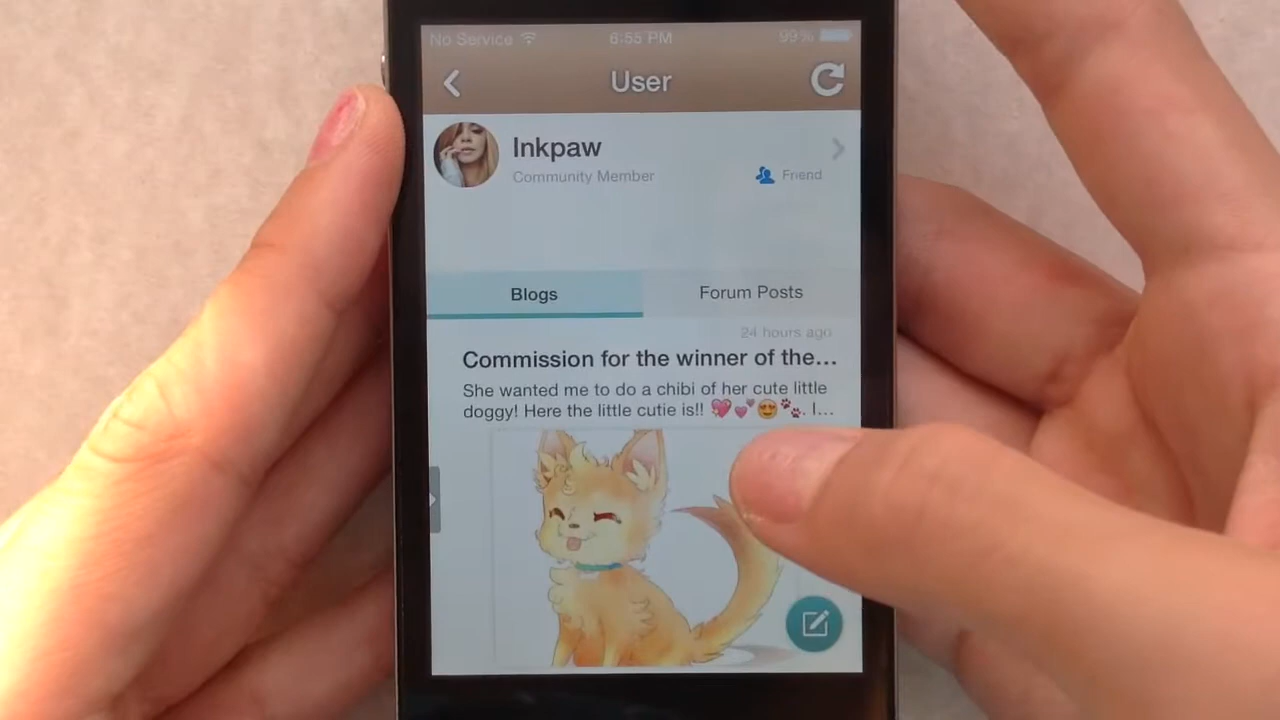 No Service 6:55 PM 99%
User
Inkpaw
Community Member Friend
Blogs Forum Posts
24 hours ago
Commission for the winner of the...
She wanted me to do a chibi of her cute little
doggy! Here the little cutie is!! 💖💕😍🐾. I...